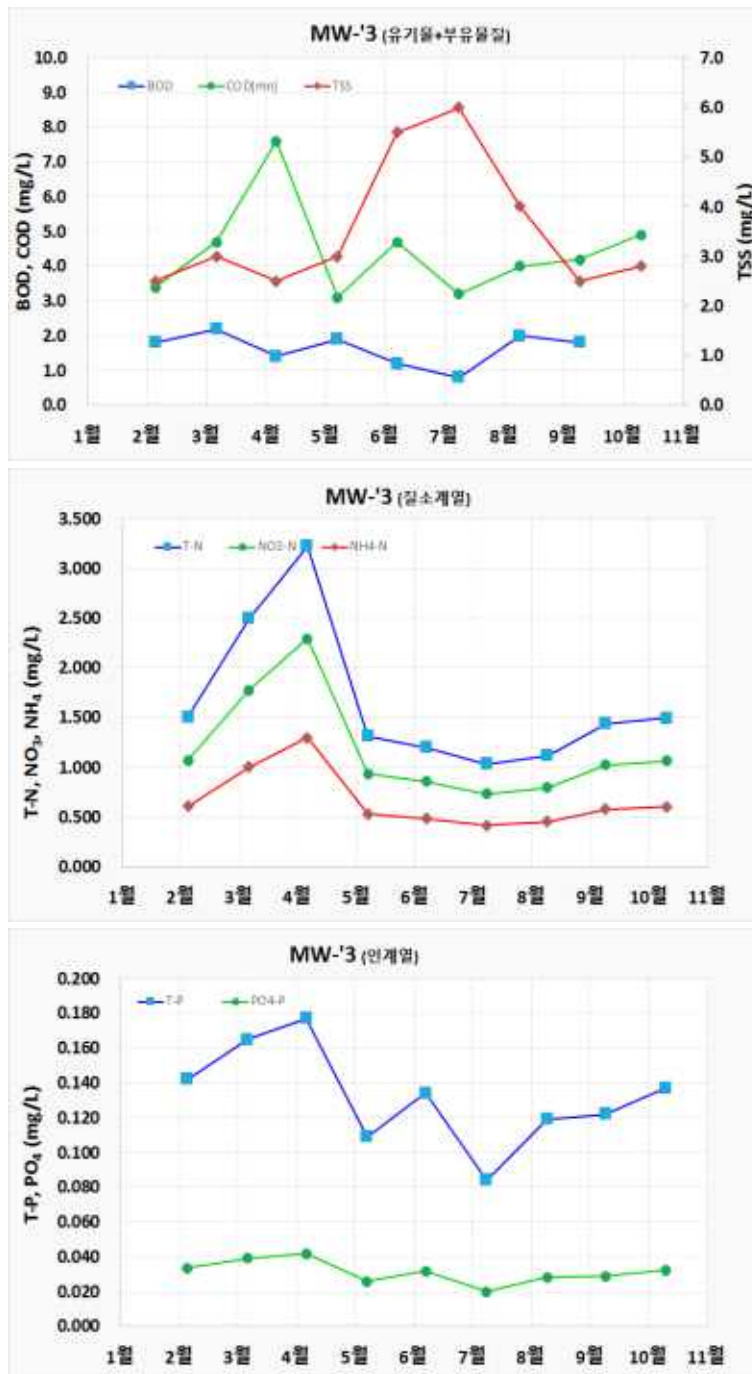 MW-'3 (유기물+부유물질)
10.0 9.0 8.0 7.0 6.0 5.0 4.0 3.0 2.0 1.0 0.0
BOD, COD (mg/L)
BOD COD(mn) TSS
7.0 6.0 5.0 4.0 3.0 2.0 1.0 0.0
TSS (mg/L)
1월 2월 3월 4월 5월 6월 7월 8월 9월 10월 11월
MW-'3 (질소계열)
3.500 3.000 2.500 2.000 1.500 1.000 0.500 0.000
T-N, NO₃, NH₄ (mg/L)
T-N NO3-N NH4-N
1월 2월 3월 4월 5월 6월 7월 8월 9월 10월 11월
MW-'3 (인계열)
0.200 0.180 0.160 0.140 0.120 0.100 0.080 0.060 0.040 0.020 0.000
T-P, PO₄ (mg/L)
T-P PO4-P
1월 2월 3월 4월 5월 6월 7월 8월 9월 10월 11월